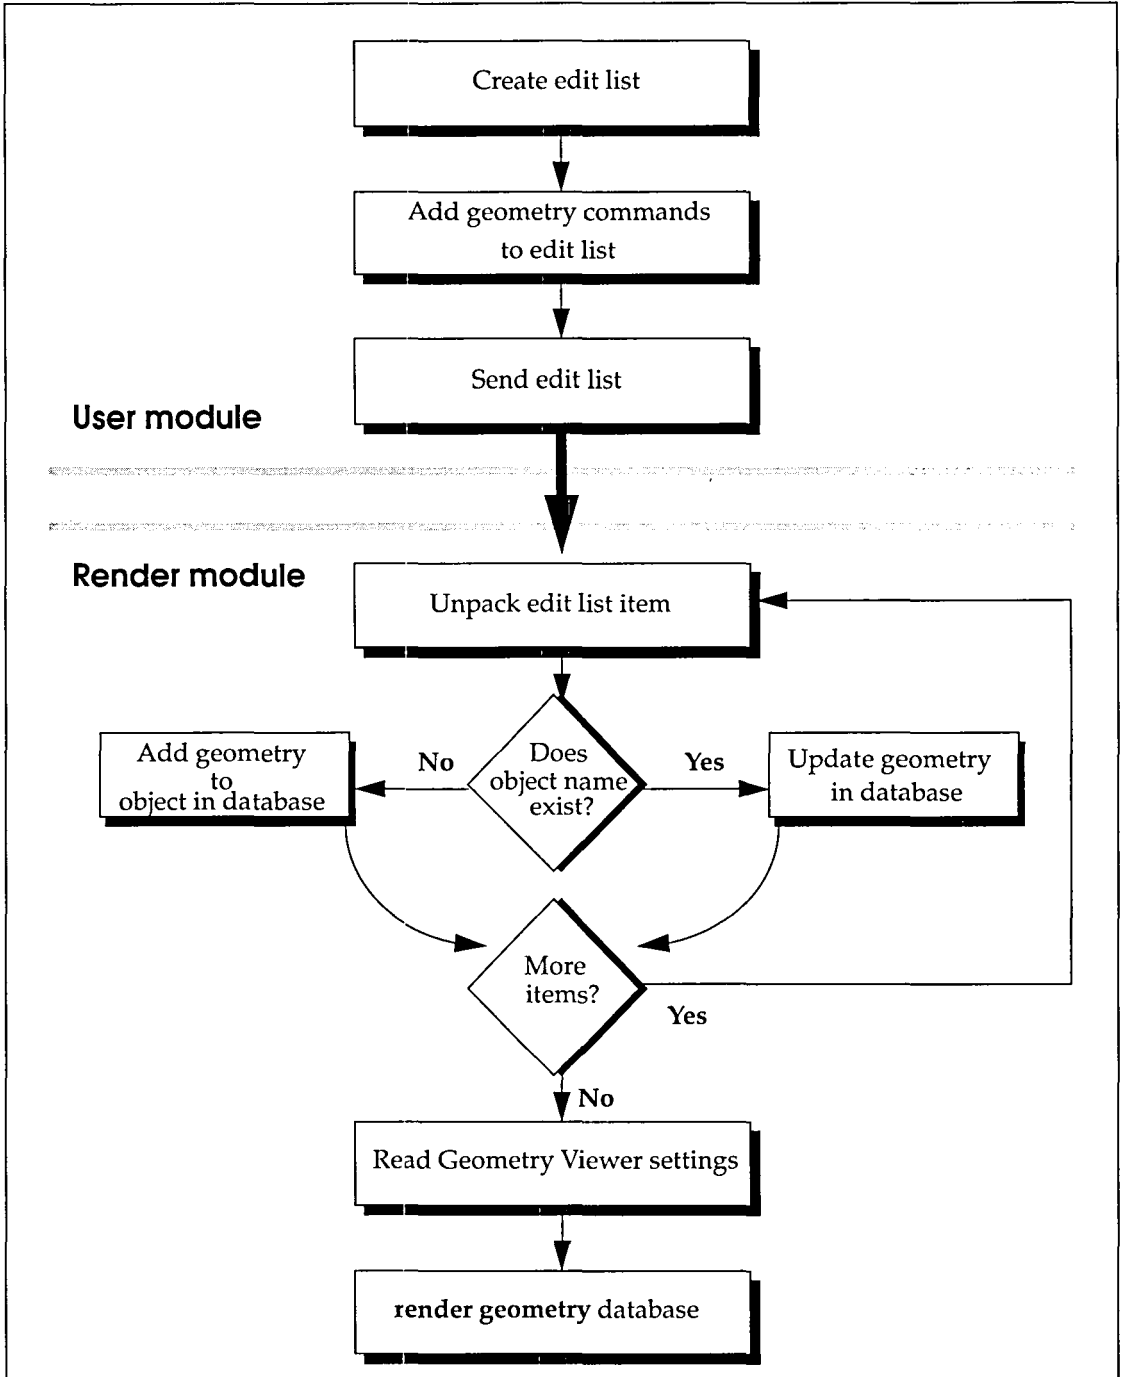 Create edit list
Add geometry commands
to edit list
Send edit list
User module
Render module
Unpack edit list item
Add geometry
to
object in database
No
Does
object name
exist?
Yes
Update geometry
in database
More
items?
Yes
No
Read Geometry Viewer settings
render geometry database